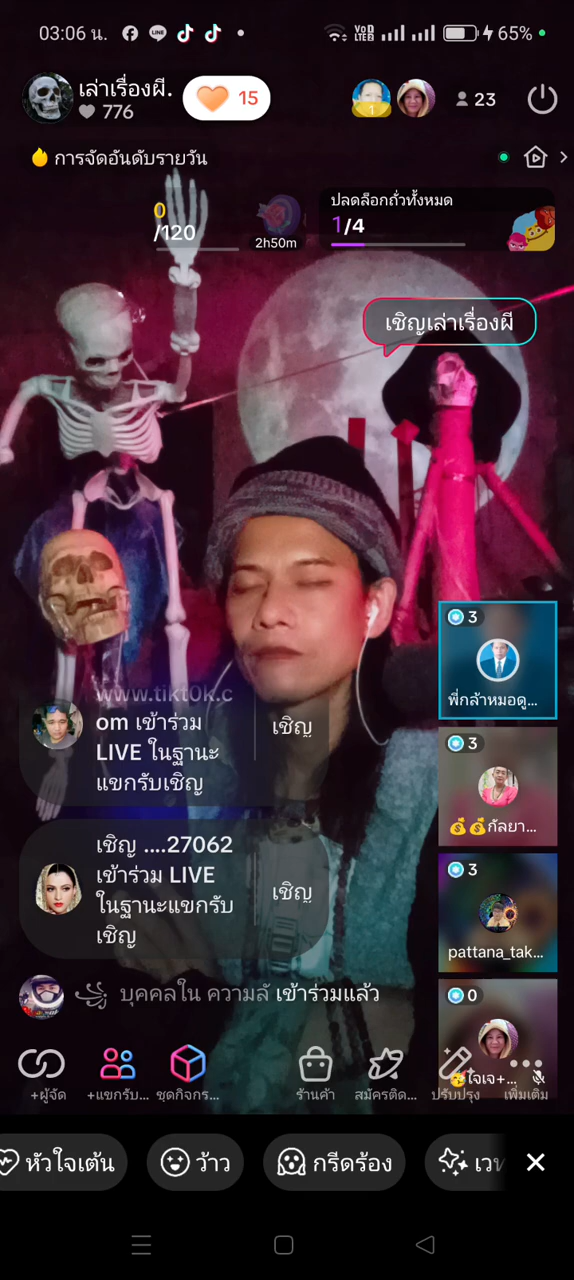 03:06 น.
VoD
LTE2
65%
เล่าเรื่องผี.
776
15
1
23
การจัดอันดับรายวัน
0
/120
2h50m
ปลดล็อกถั่วทั้งหมด
1/4
เชิญเล่าเรื่องผี
3
พี่กล้าหมอดู...
www.tikt0k.c
om เข้าร่วม
LIVE ในฐานะ
แขกรับเชิญ
เชิญ
3
💰💰กัลยา...
เชิญ ....27062
เข้าร่วม LIVE
ในฐานะแขกรับ
เชิญ
เชิญ
3
pattana_tak...
บุคคลใน ความลั เข้าร่วมแล้ว
0
ใจเจ+...
+ผู้จัด
+แขกรับ...
ชุดกิจกร...
ร้านค้า
สมัครติด...
ปรับปรุง
เพิ่มเติม
หัวใจเต้น
ว้าว
กรีดร้อง